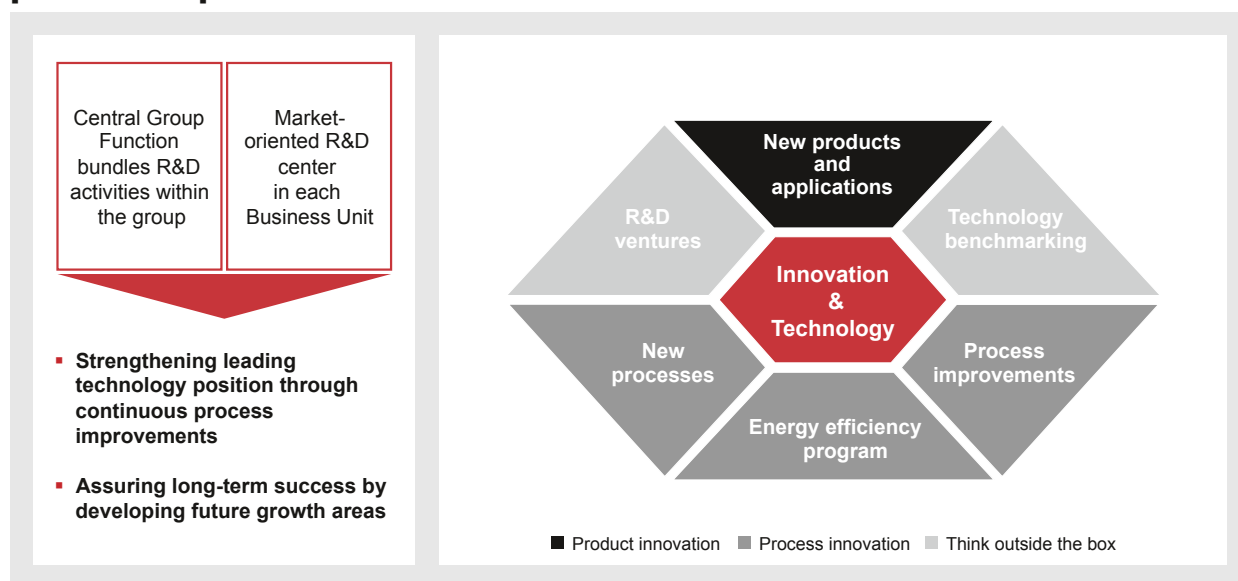 Central Group
Function
bundles R&D
activities within
the group
Market-
oriented R&D
center
in each
Business Unit
▪ Strengthening leading
technology position through
continuous process
improvements
▪ Assuring long-term success by
developing future growth areas
New products
and
applications
R&D
ventures
Technology
benchmarking
Innovation
&
Technology
New
processes
Process
improvements
Energy efficiency
program
Product innovation
Process innovation
Think outside the box